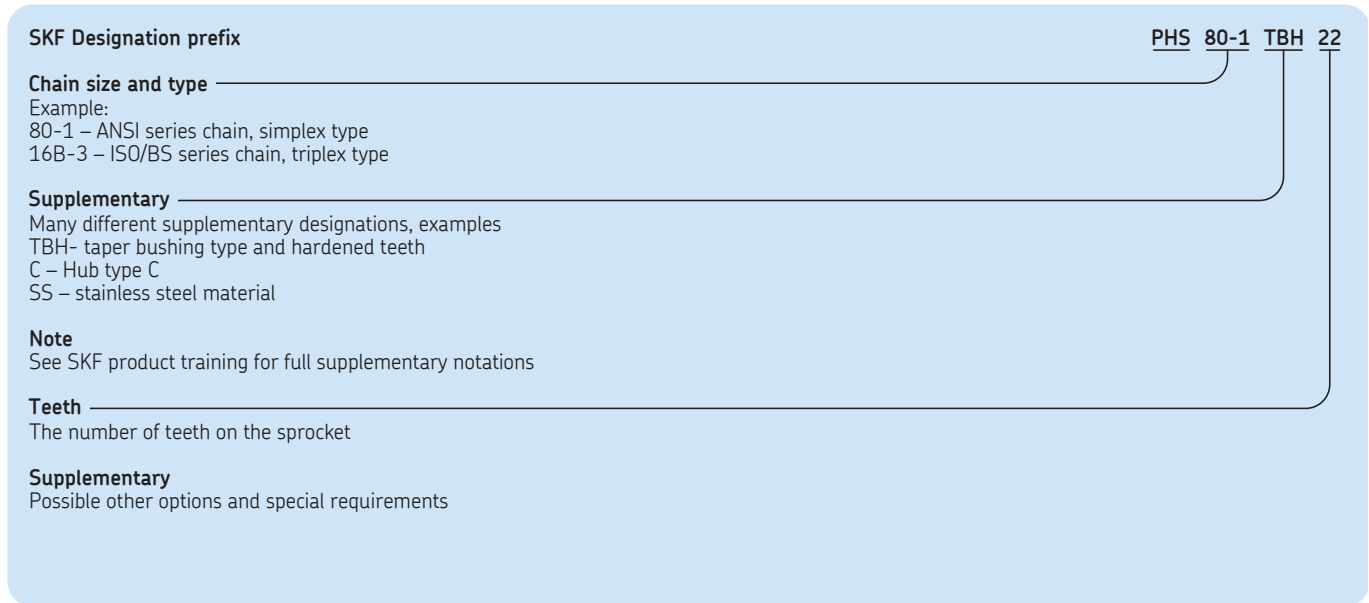 SKF Designation prefix PHS 80-1 TBH 22
Chain size and type
Example:
80-1 – ANSI series chain, simplex type
16B-3 – ISO/BS series chain, triplex type
Supplementary
Many different supplementary designations, examples
TBH- taper bushing type and hardened teeth
C – Hub type C
SS – stainless steel material
Note
See SKF product training for full supplementary notations
Teeth
The number of teeth on the sprocket
Supplementary
Possible other options and special requirements